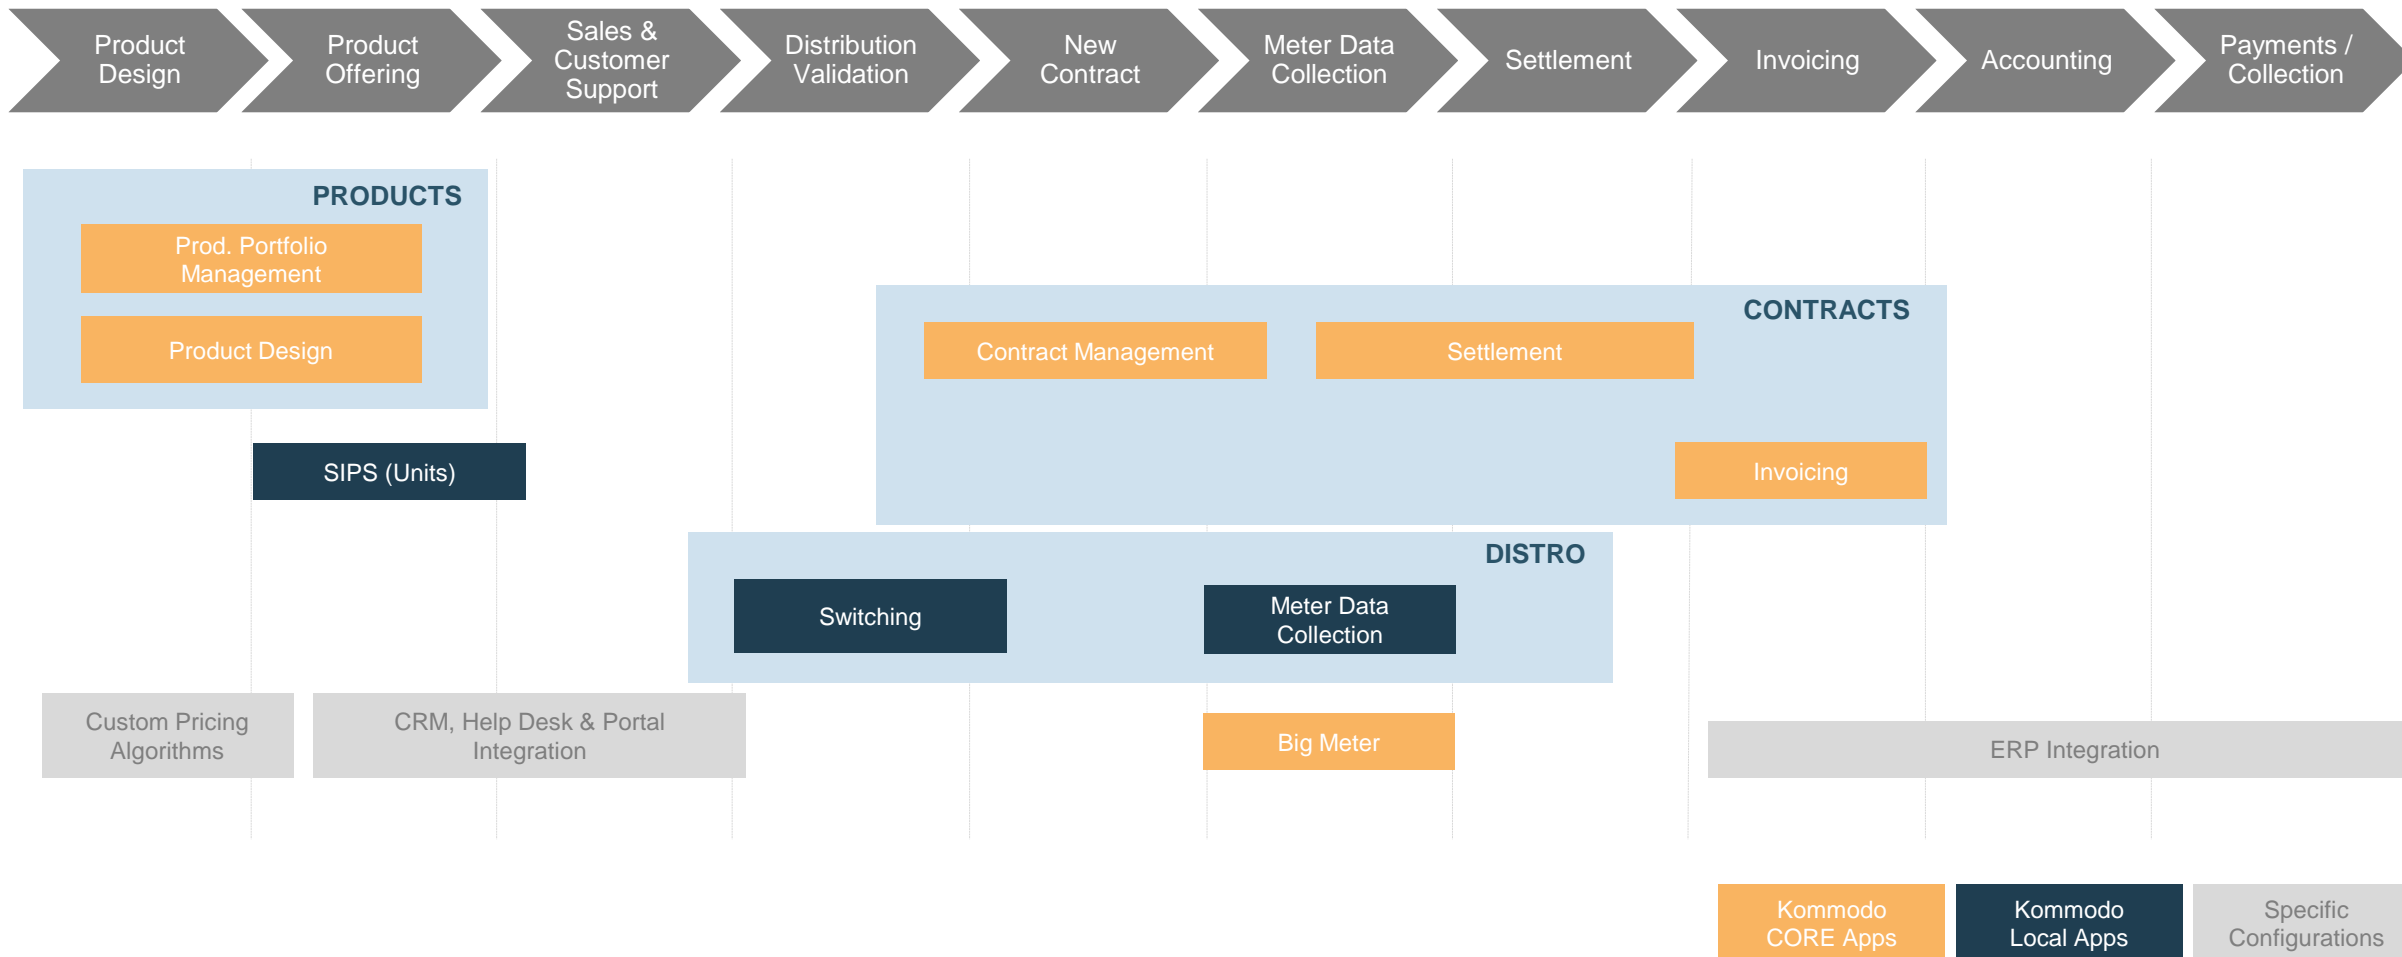 Product
Design
Product
Offering
Sales &
Customer
Support
Distribution
Validation
New
Contract
Meter Data
Collection
Settlement
Invoicing
Accounting
Payments /
Collection
PRODUCTS
Prod. Portfolio
Management
Product Design
CONTRACTS
Contract Management
Settlement
SIPS (Units)
Invoicing
DISTRO
Switching
Meter Data
Collection
Custom Pricing
Algorithms
CRM, Help Desk & Portal
Integration
Big Meter
ERP Integration
Kommodo
CORE Apps
Kommodo
Local Apps
Specific
Configurations